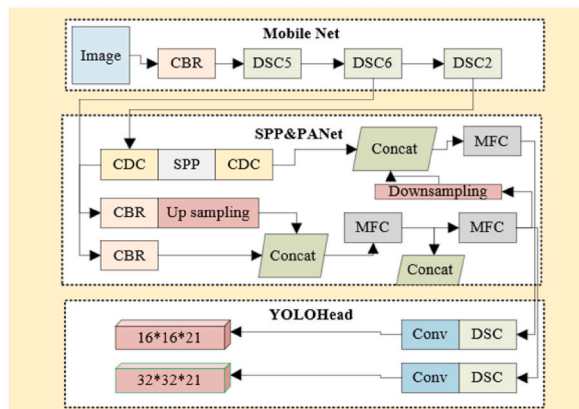 Mobile Net
Image
CBR
DSC5
DSC6
DSC2
SPP&PANet
CDC
SPP
CDC
Concat
MFC
Downsampling
CBR
Up sampling
CBR
Concat
MFC
MFC
Concat
YOLOHead
16*16*21
Conv
DSC
32*32*21
Conv
DSC